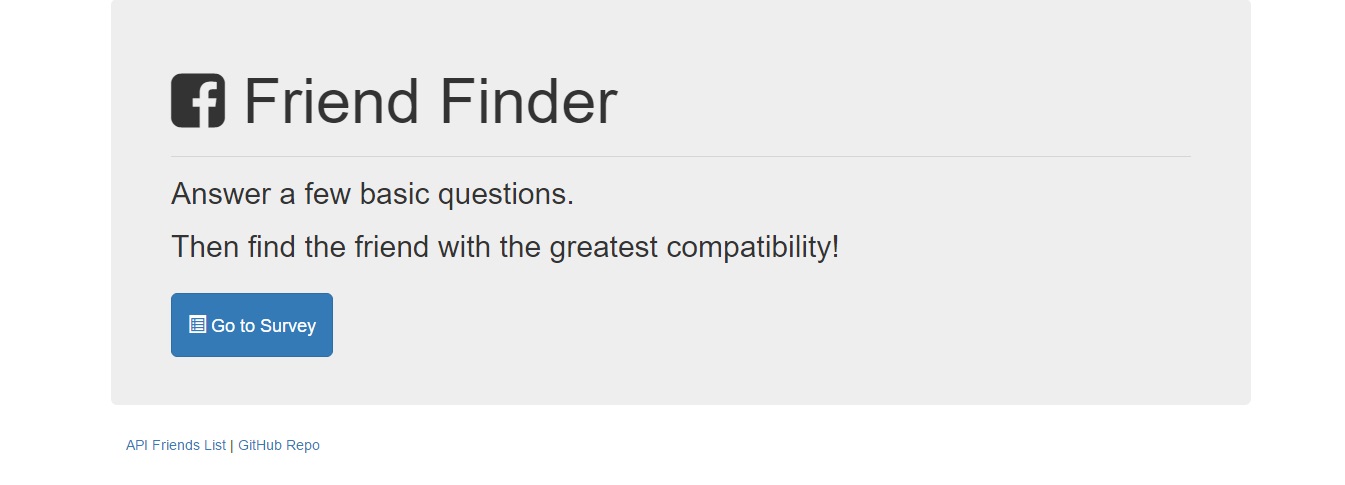 Friend Finder
Answer a few basic questions.
Then find the friend with the greatest compatibility!
Go to Survey
API Friends List | GitHub Repo